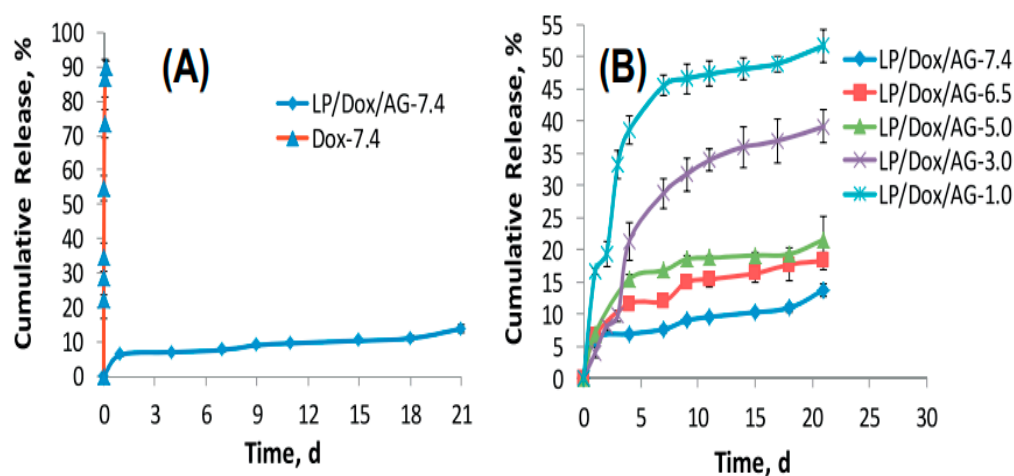 (A)
Cumulative Release, %
100
90
80
70
60
50
40
30
20
10
0
0 3 6 9 12 15 18 21
Time, d
LP/Dox/AG-7.4
Dox-7.4
(B)
Cumulative Release, %
55
50
45
40
35
30
25
20
15
10
5
0
0 5 10 15 20 25 30
Time, d
LP/Dox/AG-7.4
LP/Dox/AG-6.5
LP/Dox/AG-5.0
LP/Dox/AG-3.0
LP/Dox/AG-1.0